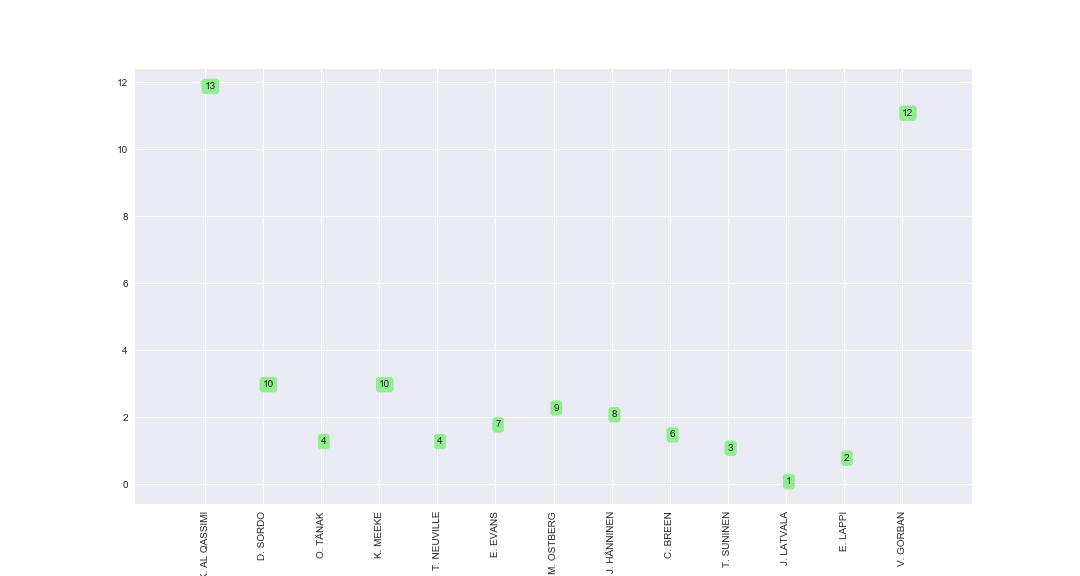 12
10
8
6
4
2
0
13
10
4
10
4
7
9
8
6
3
1
2
12
K. AL QASSIMI
D. SORDO
O. TÄNAK
K. MEEKE
T. NEUVILLE
E. EVANS
M. OSTBERG
J. HÄNNINEN
C. BREEN
T. SUNINEN
J. LATVALA
E. LAPPI
V. GORBAN